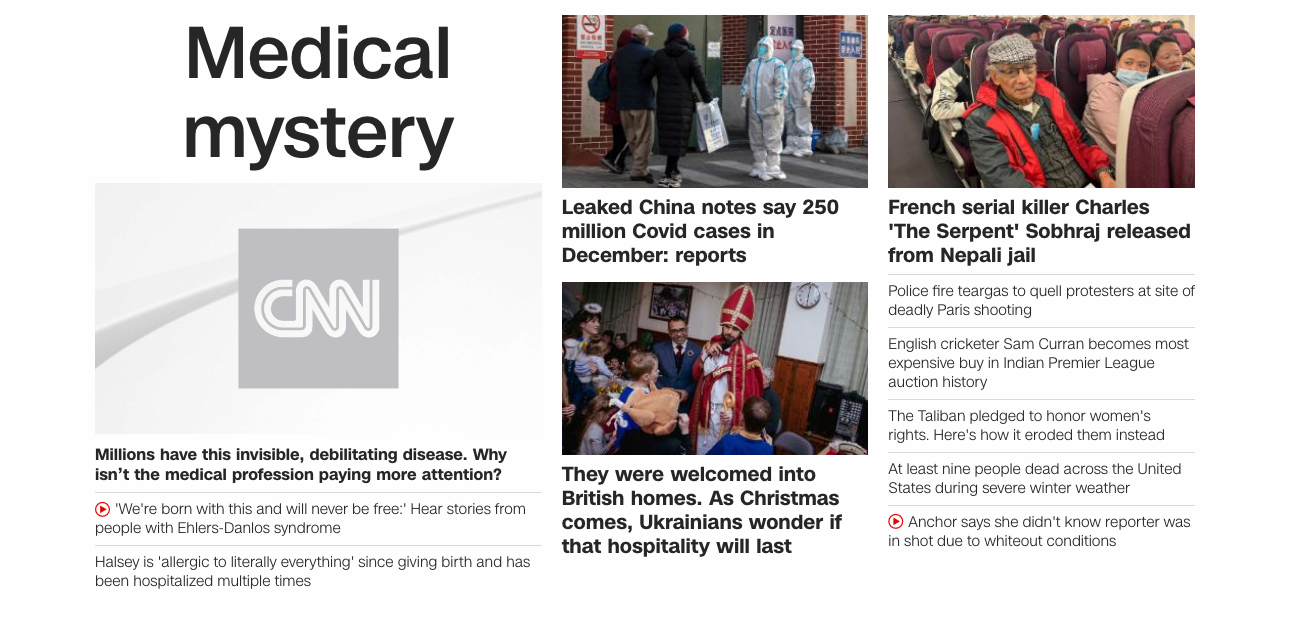 Medical
mystery
CNN
Millions have this invisible, debilitating disease. Why
isn’t the medical profession paying more attention?
'We're born with this and will never be free:' Hear stories from
people with Ehlers-Danlos syndrome
Halsey is 'allergic to literally everything' since giving birth and has
been hospitalized multiple times
Leaked China notes say 250
million Covid cases in
December: reports
They were welcomed into
British homes. As Christmas
comes, Ukrainians wonder if
that hospitality will last
French serial killer Charles
'The Serpent' Sobhraj released
from Nepali jail
Police fire teargas to quell protesters at site of
deadly Paris shooting
English cricketer Sam Curran becomes most
expensive buy in Indian Premier League
auction history
The Taliban pledged to honor women's
rights. Here's how it eroded them instead
At least nine people dead across the United
States during severe winter weather
Anchor says she didn't know reporter was
in shot due to whiteout conditions